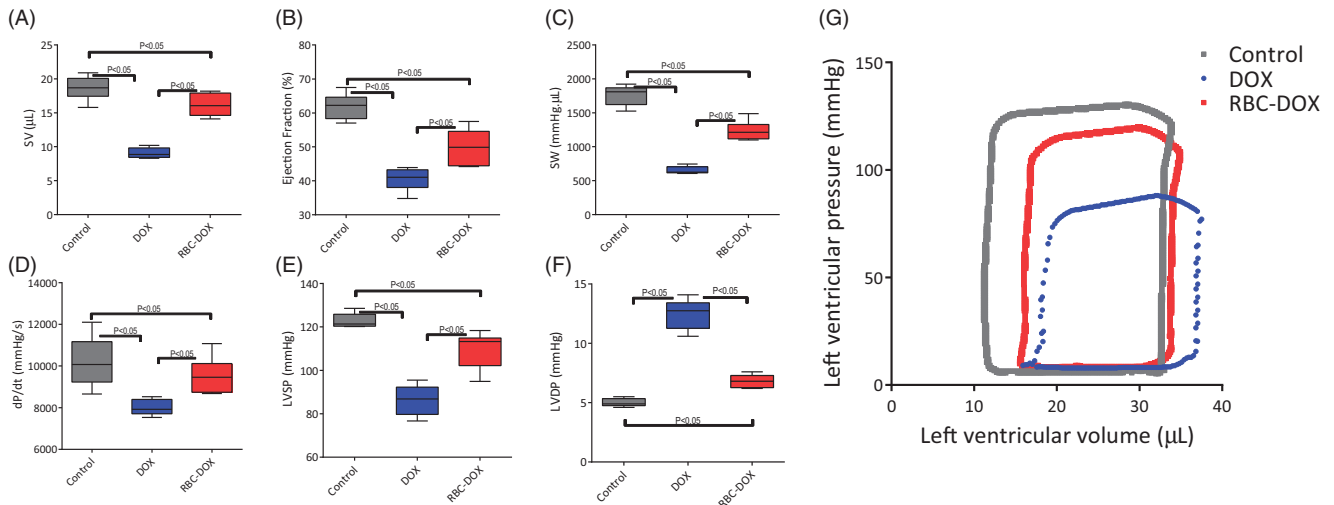 (A)
P<0.05
P<0.05
P<0.05
25
20
15
10
5
0
SV (µL)
Control
DOX
RBC-DOX
(B)
P<0.05
P<0.05
P<0.05
80
70
60
50
40
30
Ejection Fraction (%)
Control
DOX
RBC-DOX
(C)
P<0.05
P<0.05
P<0.05
2500
2000
1500
1000
500
0
SW (mmHg.µL)
Control
DOX
RBC-DOX
(D)
P<0.05
P<0.05
P<0.05
14000
12000
10000
8000
6000
dP/dt (mmHg/s)
Control
DOX
RBC-DOX
(E)
P<0.05
P<0.05
P<0.05
140
120
100
80
60
LVSP (mmHg)
Control
DOX
RBC-DOX
(F)
P<0.05
P<0.05
P<0.05
15
10
5
0
LVDP (mmHg)
Control
DOX
RBC-DOX
(G)
Control
DOX
RBC-DOX
150
100
50
0
Left ventricular pressure (mmHg)
0
10
20
30
40
Left ventricular volume (µL)